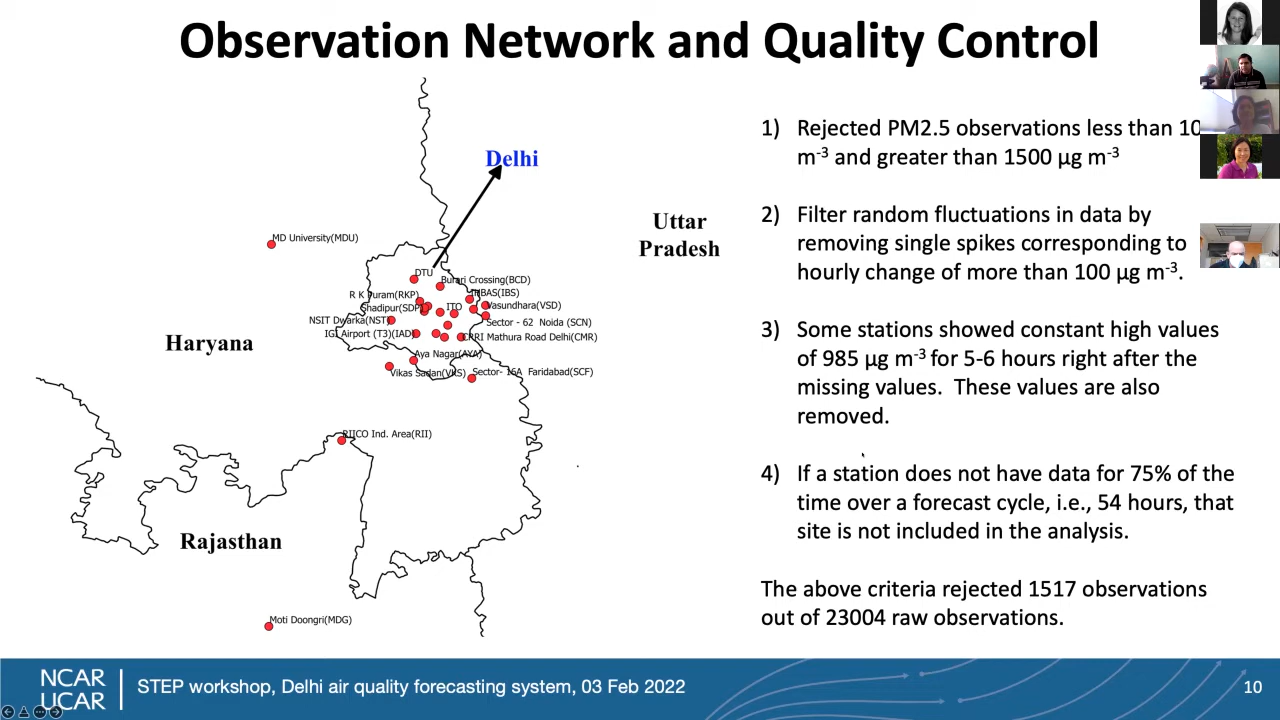 Observation Network and Quality Control
Delhi
Uttar
Pradesh
MD University(MDU)
DTU
Burari Crossing(BCD)
R K Puram(RKP)
Shadipur(SDP)
ITO
Vasundhara(VSD)
NSIT Dwarka(NST)
Sector - 62 Noida (SCN)
IGI Airport (T3)(IAD)
CRRI Mathura Road Delhi(CMR)
Haryana
Aya Nagar(AYA)
Vikas Sadan(VKS)
Sector- 16A Faridabad(SCF)
RIICO Ind. Area(RII)
Rajasthan
Moti Doongri(MDG)
1) Rejected PM2.5 observations less than 10
m-3 and greater than 1500 µg m-3
2) Filter random fluctuations in data by
removing single spikes corresponding to
hourly change of more than 100 µg m-3.
3) Some stations showed constant high values
of 985 µg m-3 for 5-6 hours right after the
missing values. These values are also
removed.
4) If a station does not have data for 75% of the
time over a forecast cycle, i.e., 54 hours, that
site is not included in the analysis.
The above criteria rejected 1517 observations
out of 23004 raw observations.
NCAR
UCAR
STEP workshop, Delhi air quality forecasting system, 03 Feb 2022
10